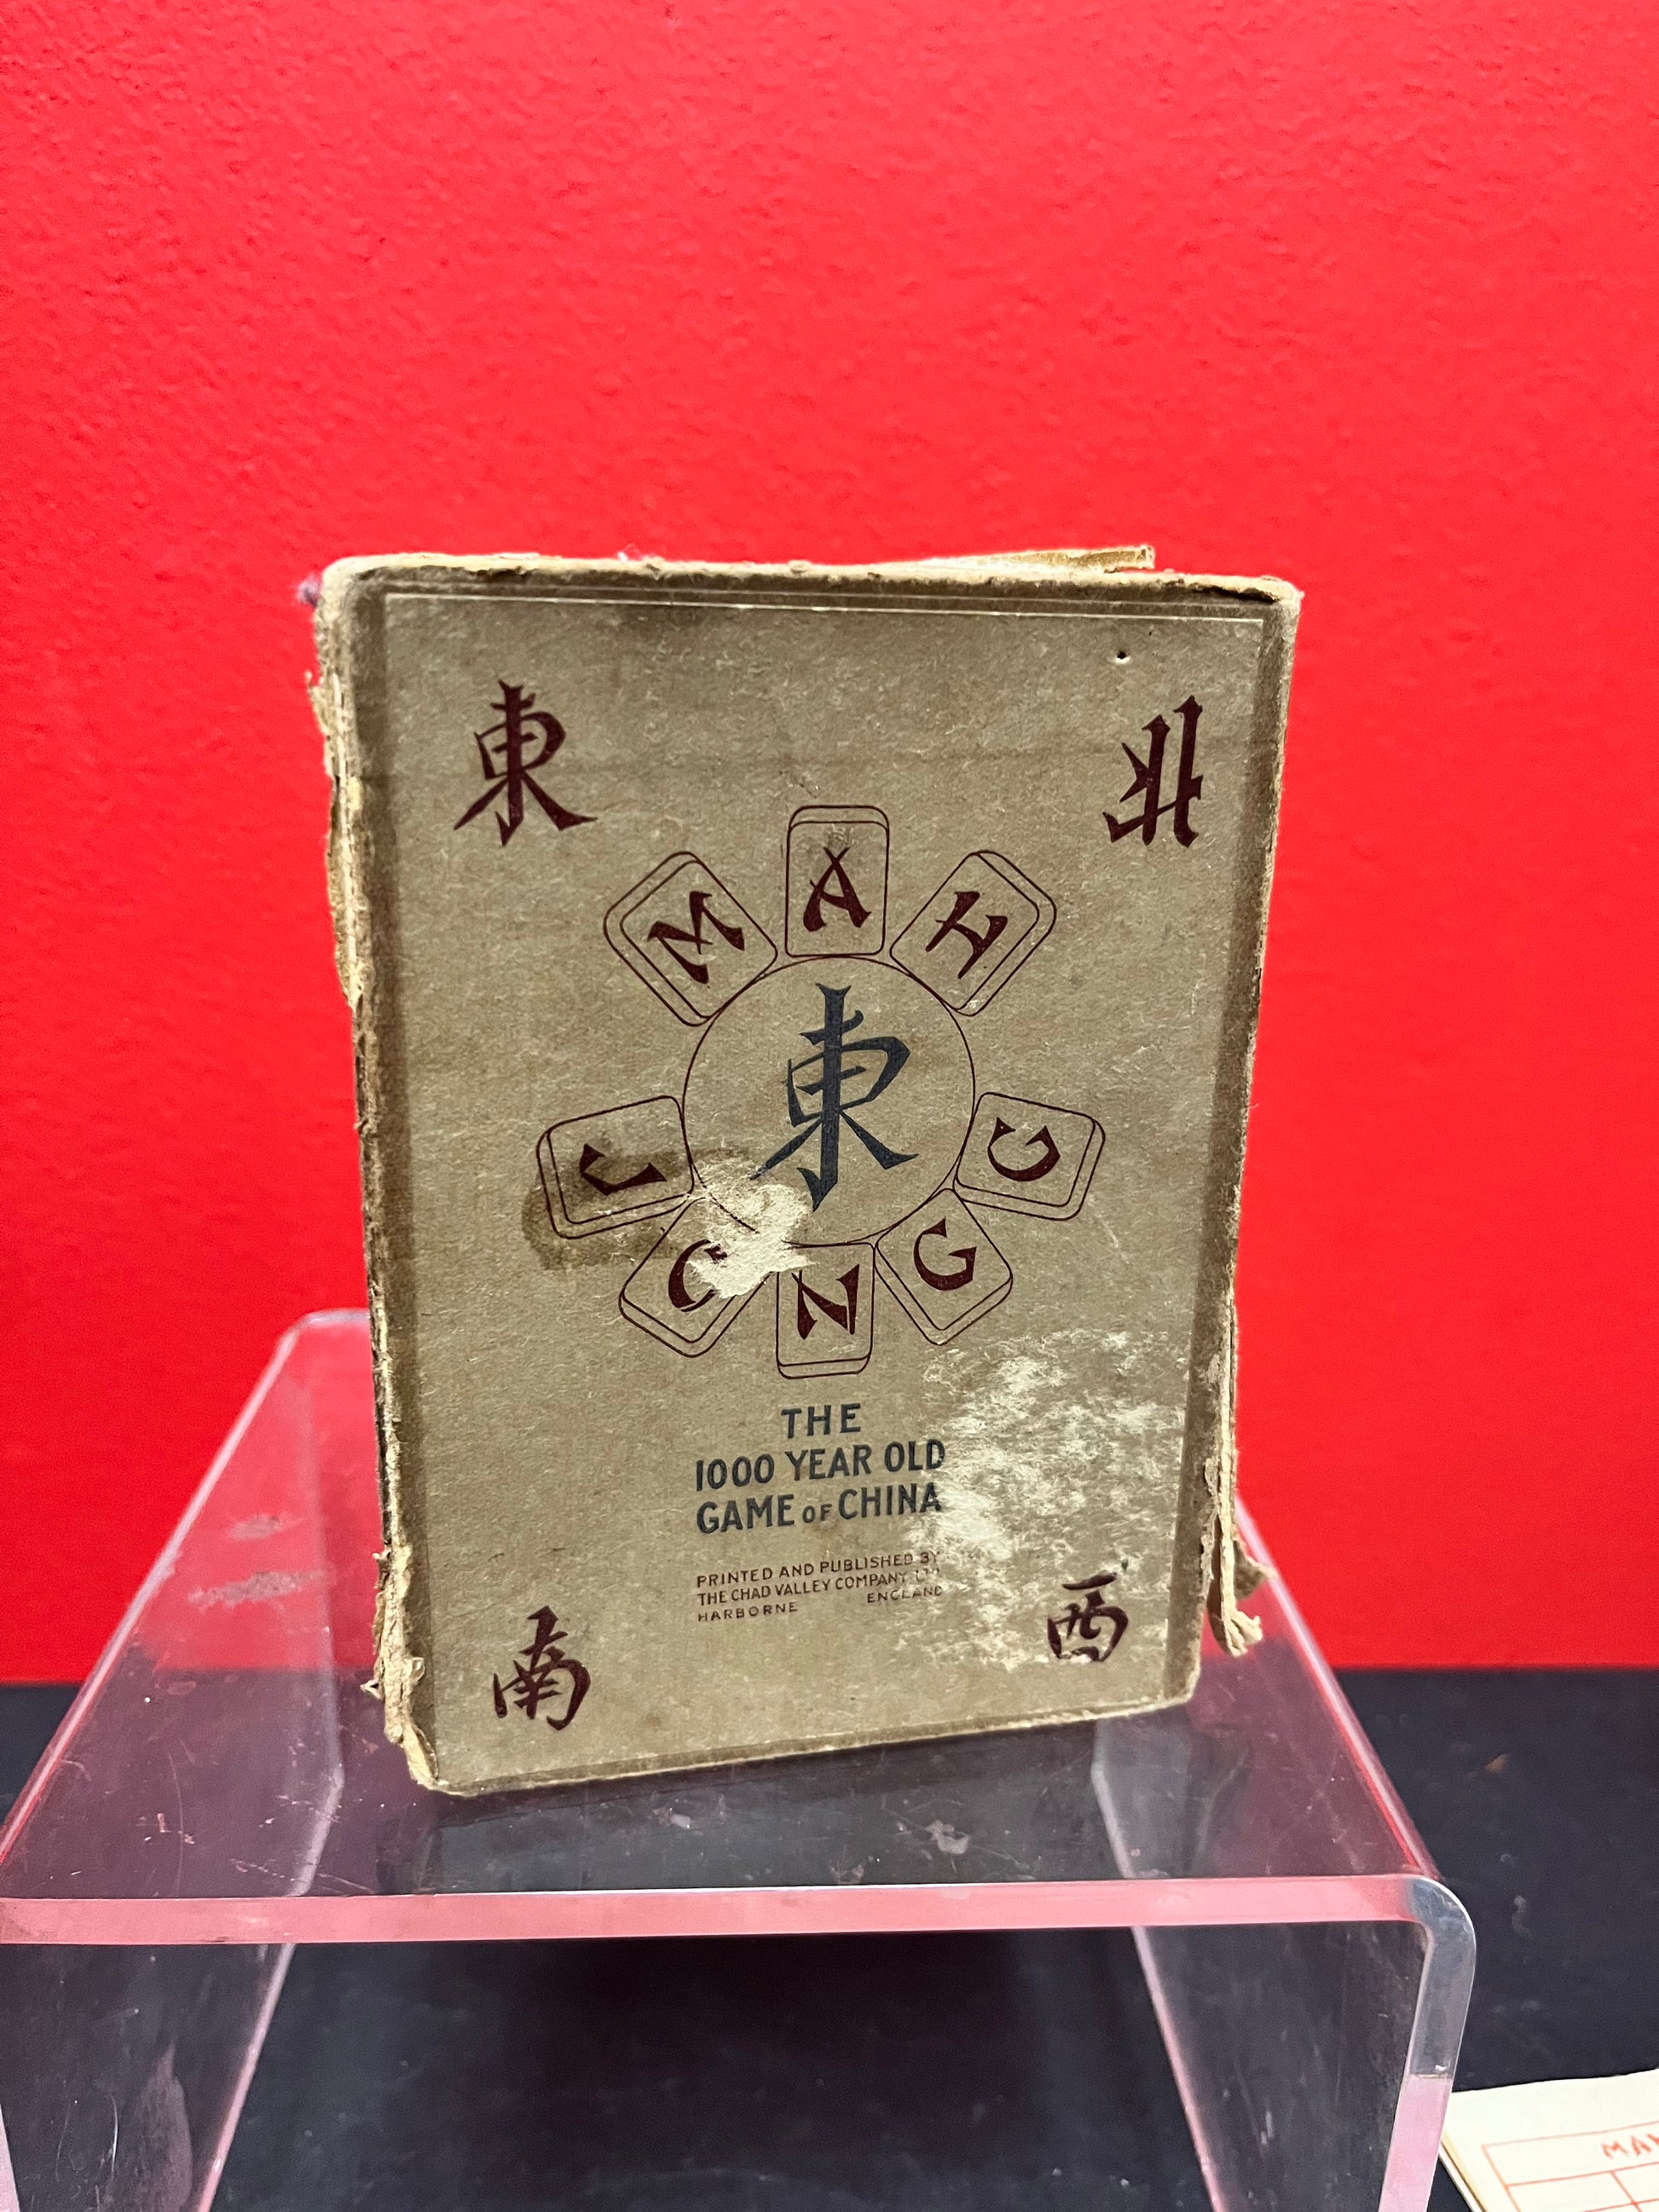 東 北
MAH
東
JONGG
THE
1000 YEAR OLD
GAME OF CHINA
PRINTED AND PUBLISHED BY
THE CHAD VALLEY COMPANY LTD
HARBORNE ENGLAND
南 西